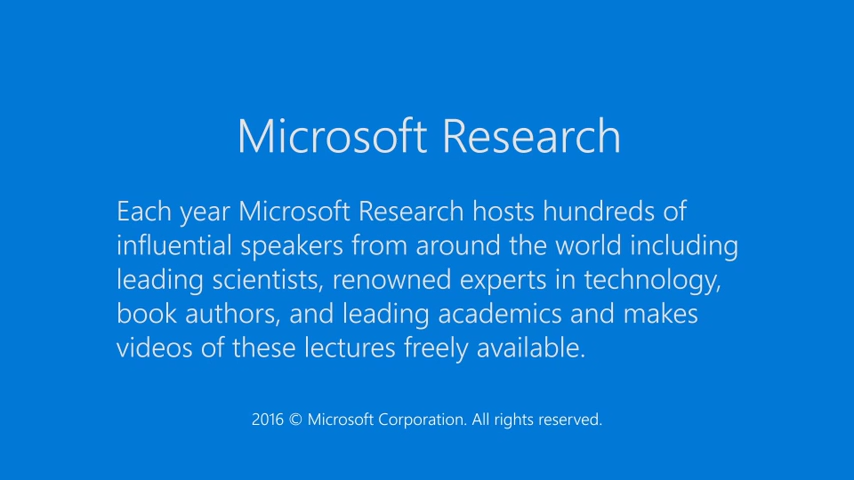 Microsoft Research
Each year Microsoft Research hosts hundreds of
influential speakers from around the world including
leading scientists, renowned experts in technology,
book authors, and leading academics and makes
videos of these lectures freely available.
2016 © Microsoft Corporation. All rights reserved.